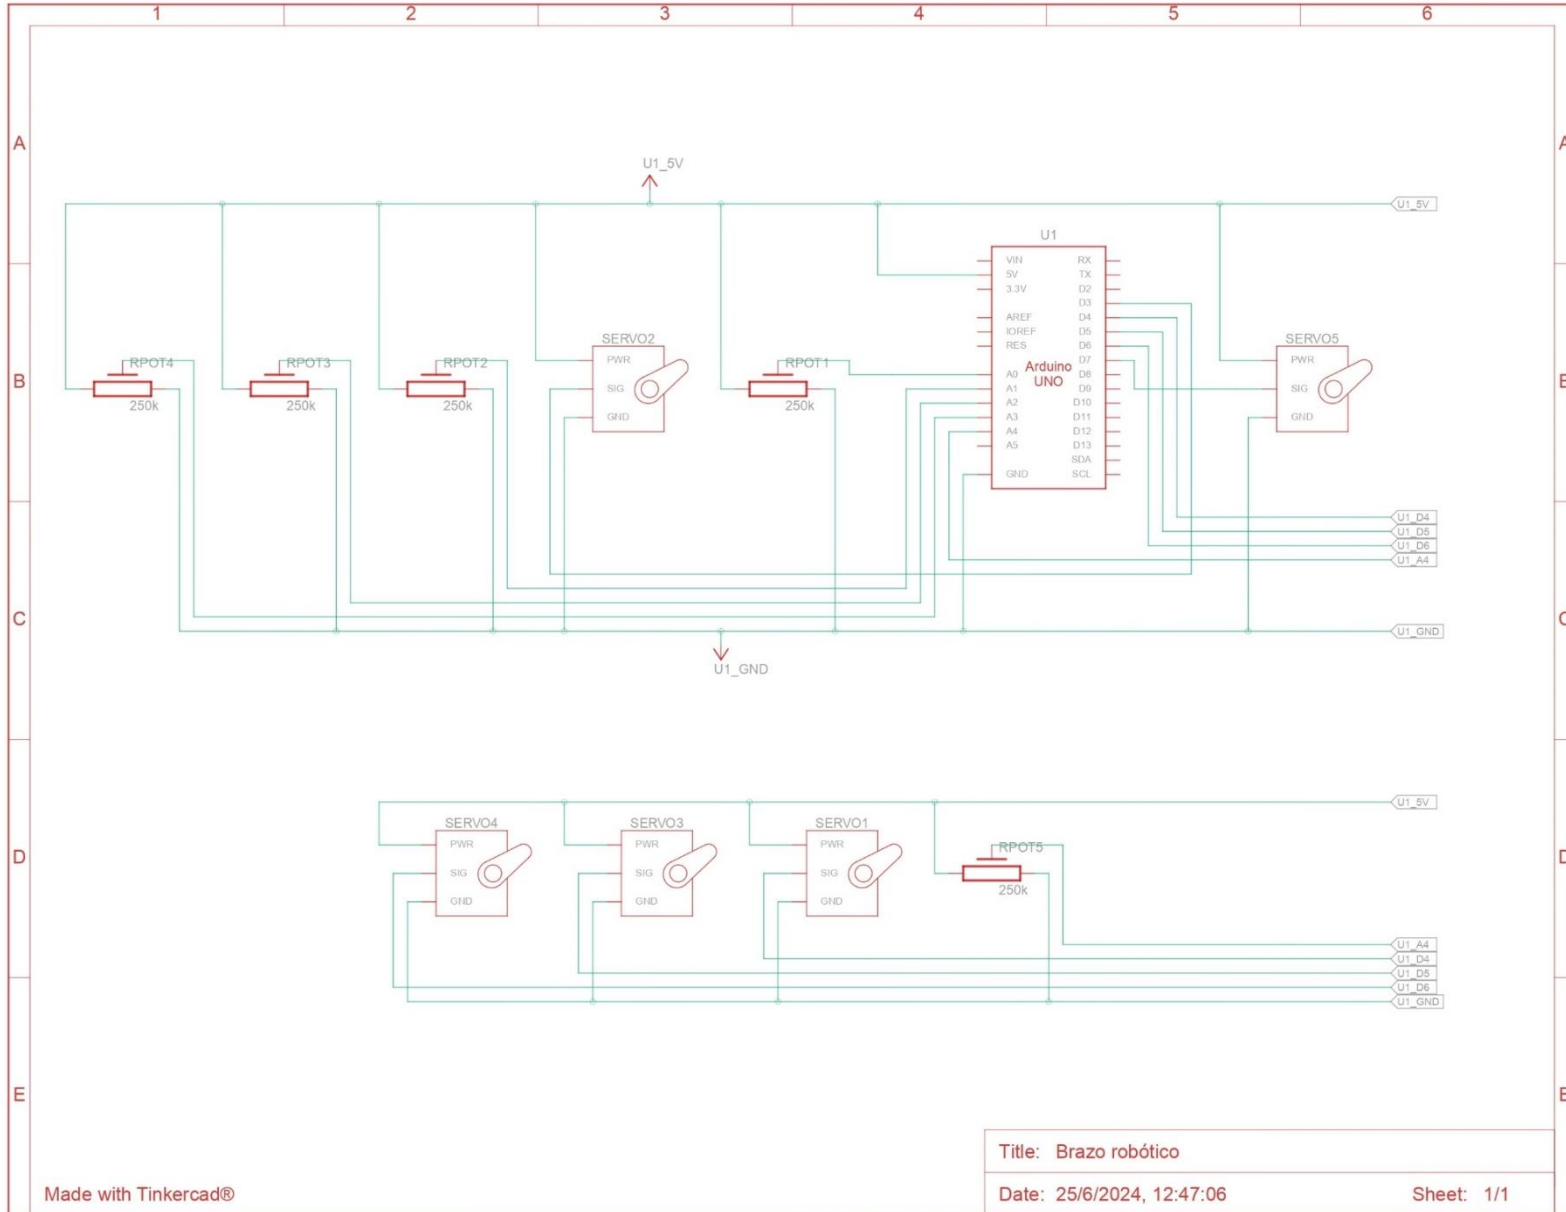 1 2 3 4 5 6
A A
U1_5V
U1_5V
U1
VIN RX
5V TX
3.3V D2
D3
AREF D4
IOREF D5
RES D6
D7
A0 D8
A1 D9
A2 D10
A3 D11
A4 D12
A5 D13
SDA
GND SCL
Arduino
UNO
SERVO2
PWR
SIG
GND
SERVO5
PWR
SIG
GND
RPOT4
250k
RPOT3
250k
RPOT2
250k
RPOT1
250k
B B
U1_D4
U1_D5
U1_D6
U1_A4
C C
U1_GND
U1_GND
U1_5V
SERVO4
PWR
SIG
GND
SERVO3
PWR
SIG
GND
SERVO1
PWR
SIG
GND
RPOT5
250k
D D
U1_A4
U1_D4
U1_D5
U1_D6
U1_GND
E E
Title: Brazo robótico
Made with Tinkercad®
Date: 25/6/2024, 12:47:06 Sheet: 1/1